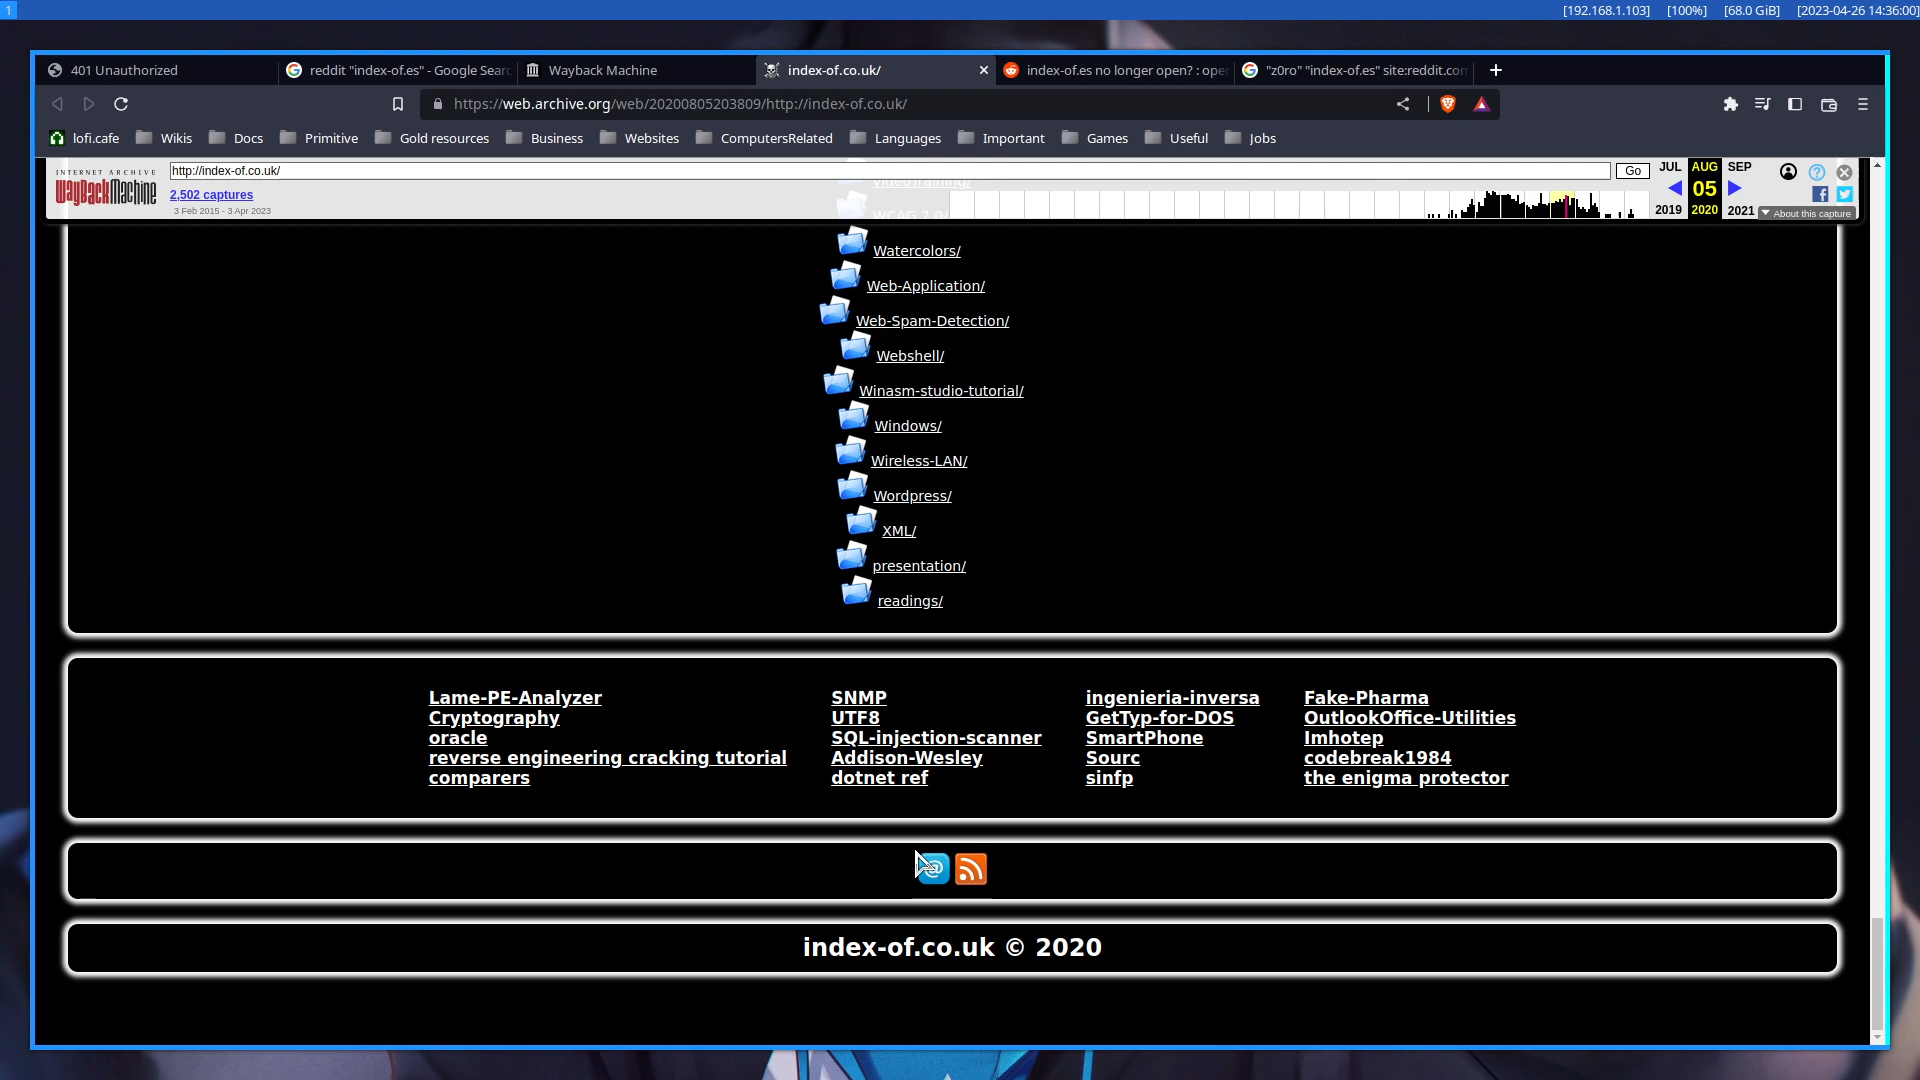 1
[192.168.1.103] [100%] [68.0 GiB] [2023-04-26 14:36:00]
401 Unauthorized
reddit "index-of.es" - Google Searc
Wayback Machine
index-of.co.uk/
index-of.es no longer open? : oper
"z0ro" "index-of.es" site:reddit.com
https://web.archive.org/web/20200805203809/http://index-of.co.uk/
lofi.cafe Wikis Docs Primitive Gold resources Business Websites ComputersRelated Languages Important Games Useful Jobs
INTERNET ARCHIVE
WayBackMachine
http://index-of.co.uk/
Go
2,502 captures
3 Feb 2015 - 3 Apr 2023
JUL AUG SEP
05
2019 2020 2021
About this capture
VideoTraining/
WCAG 2.0/
Watercolors/
Web-Application/
Web-Spam-Detection/
Webshell/
Winasm-studio-tutorial/
Windows/
Wireless-LAN/
Wordpress/
XML/
presentation/
readings/
Lame-PE-Analyzer SNMP ingenieria-inversa Fake-Pharma
Cryptography UTF8 GetTyp-for-DOS OutlookOffice-Utilities
oracle SQL-injection-scanner SmartPhone Imhotep
reverse engineering cracking tutorial Addison-Wesley Sourc codebreak1984
comparers dotnet ref sinfp the enigma protector
index-of.co.uk © 2020